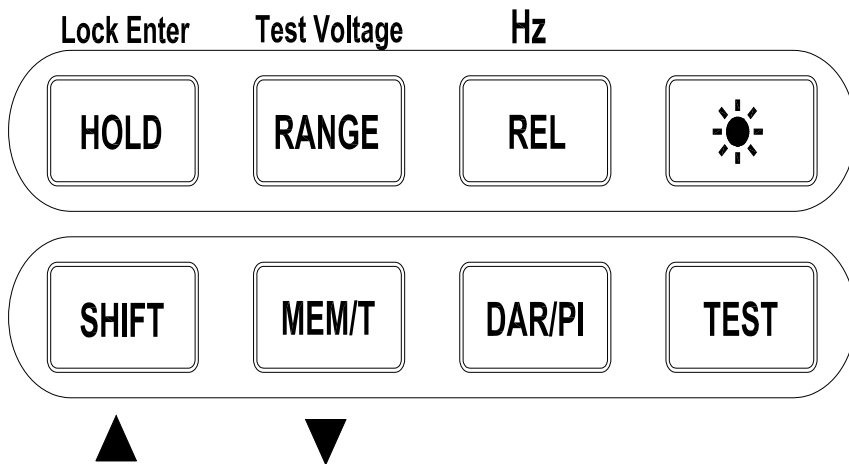 Lock Enter Test Voltage Hz
HOLD RANGE REL
SHIFT MEM/T DAR/PI TEST